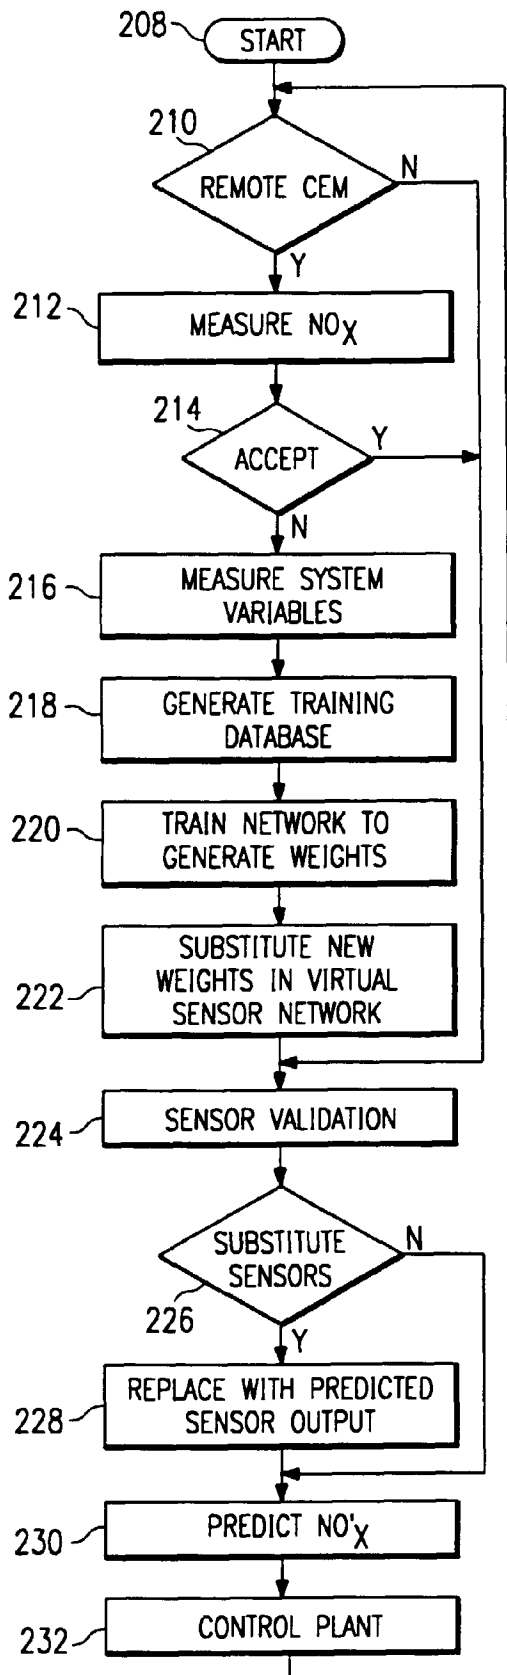 208 START
210
REMOTE CEM N
Y
212 MEASURE NOX
214
ACCEPT Y
N
216 MEASURE SYSTEM
VARIABLES
218 GENERATE TRAINING
DATABASE
220 TRAIN NETWORK TO
GENERATE WEIGHTS
222 SUBSTITUTE NEW
WEIGHTS IN VIRTUAL
SENSOR NETWORK
224 SENSOR VALIDATION
SUBSTITUTE N
SENSORS
226
Y
228 REPLACE WITH PREDICTED
SENSOR OUTPUT
230 PREDICT NO'X
232 CONTROL PLANT